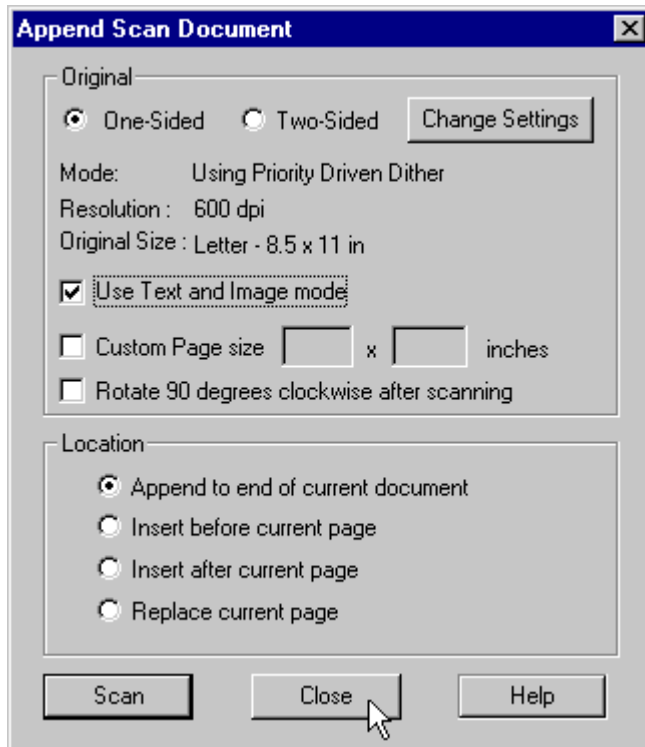 Append Scan Document
Original
One-Sided Two-Sided Change Settings
Mode: Using Priority Driven Dither
Resolution : 600 dpi
Original Size : Letter - 8.5 x 11 in
Use Text and Image mode
Custom Page size x inches
Rotate 90 degrees clockwise after scanning
Location
Append to end of current document
Insert before current page
Insert after current page
Replace current page
Scan Close Help